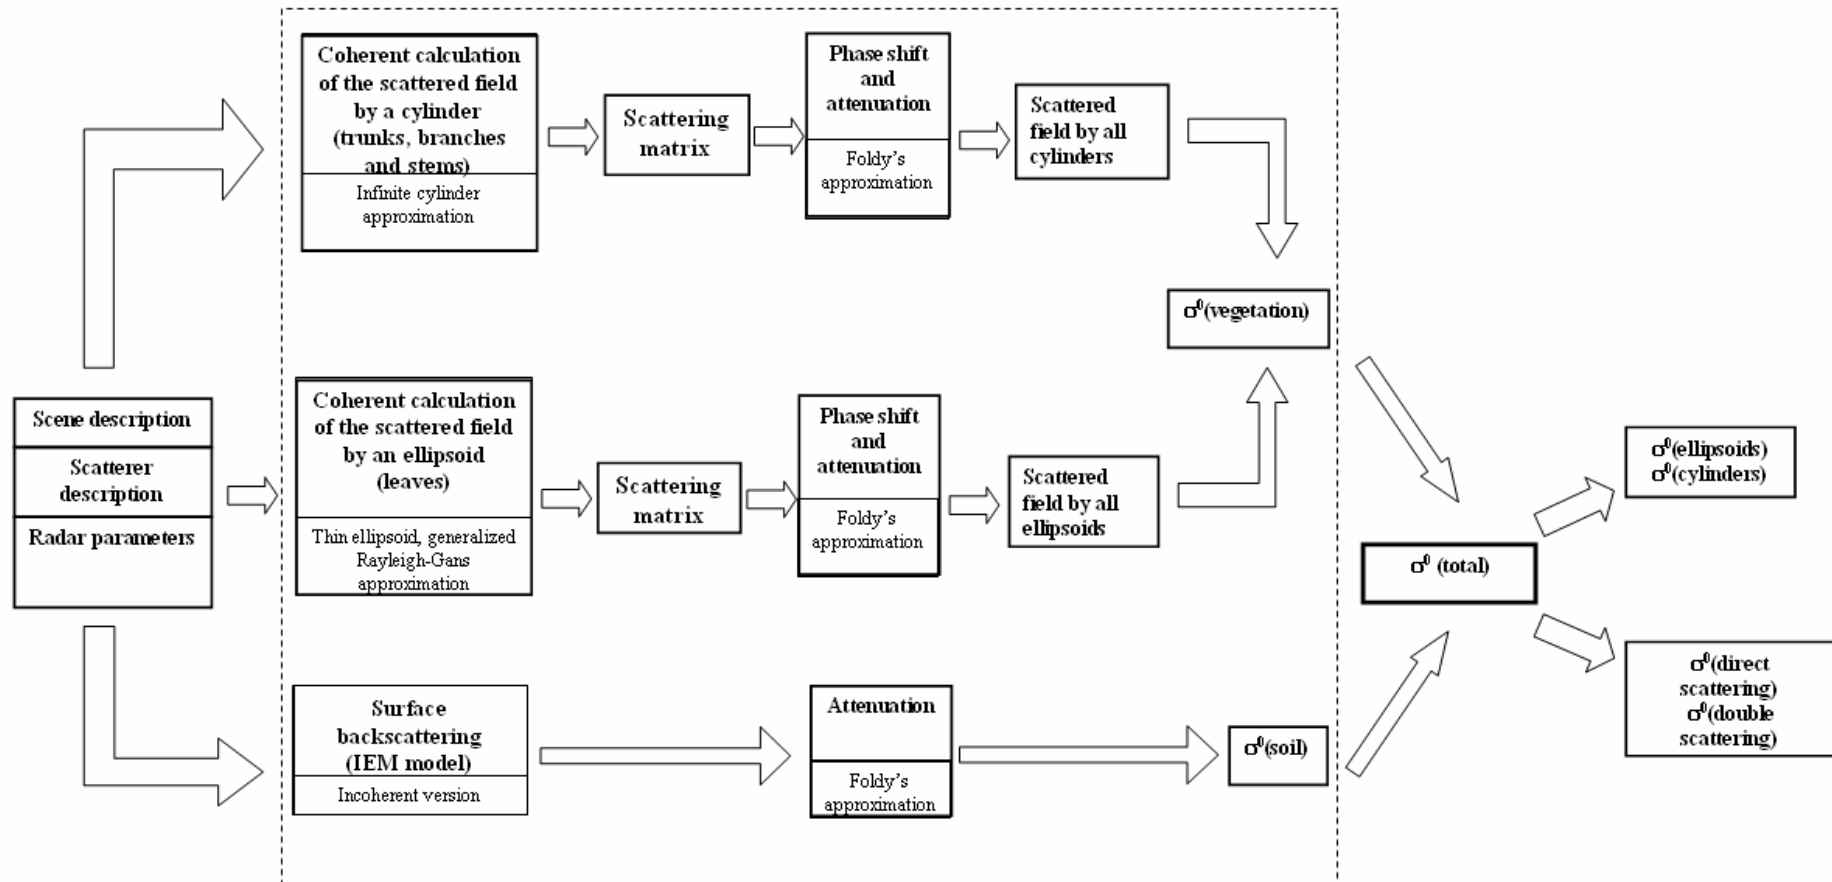 Coherent calculation
of the scattered field
by a cylinder
(trunks, branches
and stems)
Infinite cylinder
approximation
Scattering
matrix
Phase shift
and
attenuation
Foldy's
approximation
Scattered
field by all
cylinders
σ⁰(vegetation)
Scene description
Scatterer
description
Radar parameters
Coherent calculation
of the scattered field
by an ellipsoid
(leaves)
Thin ellipsoid, generalized
Rayleigh-Gans
approximation
Scattering
matrix
Phase shift
and
attenuation
Foldy's
approximation
Scattered
field by all
ellipsoids
Surface
backscattering
(IEM model)
Incoherent version
Attenuation
Foldy's
approximation
σ⁰(soil)
σ⁰ (total)
σ⁰(ellipsoids)
σ⁰(cylinders)
σ⁰(direct
scattering)
σ⁰(double
scattering)